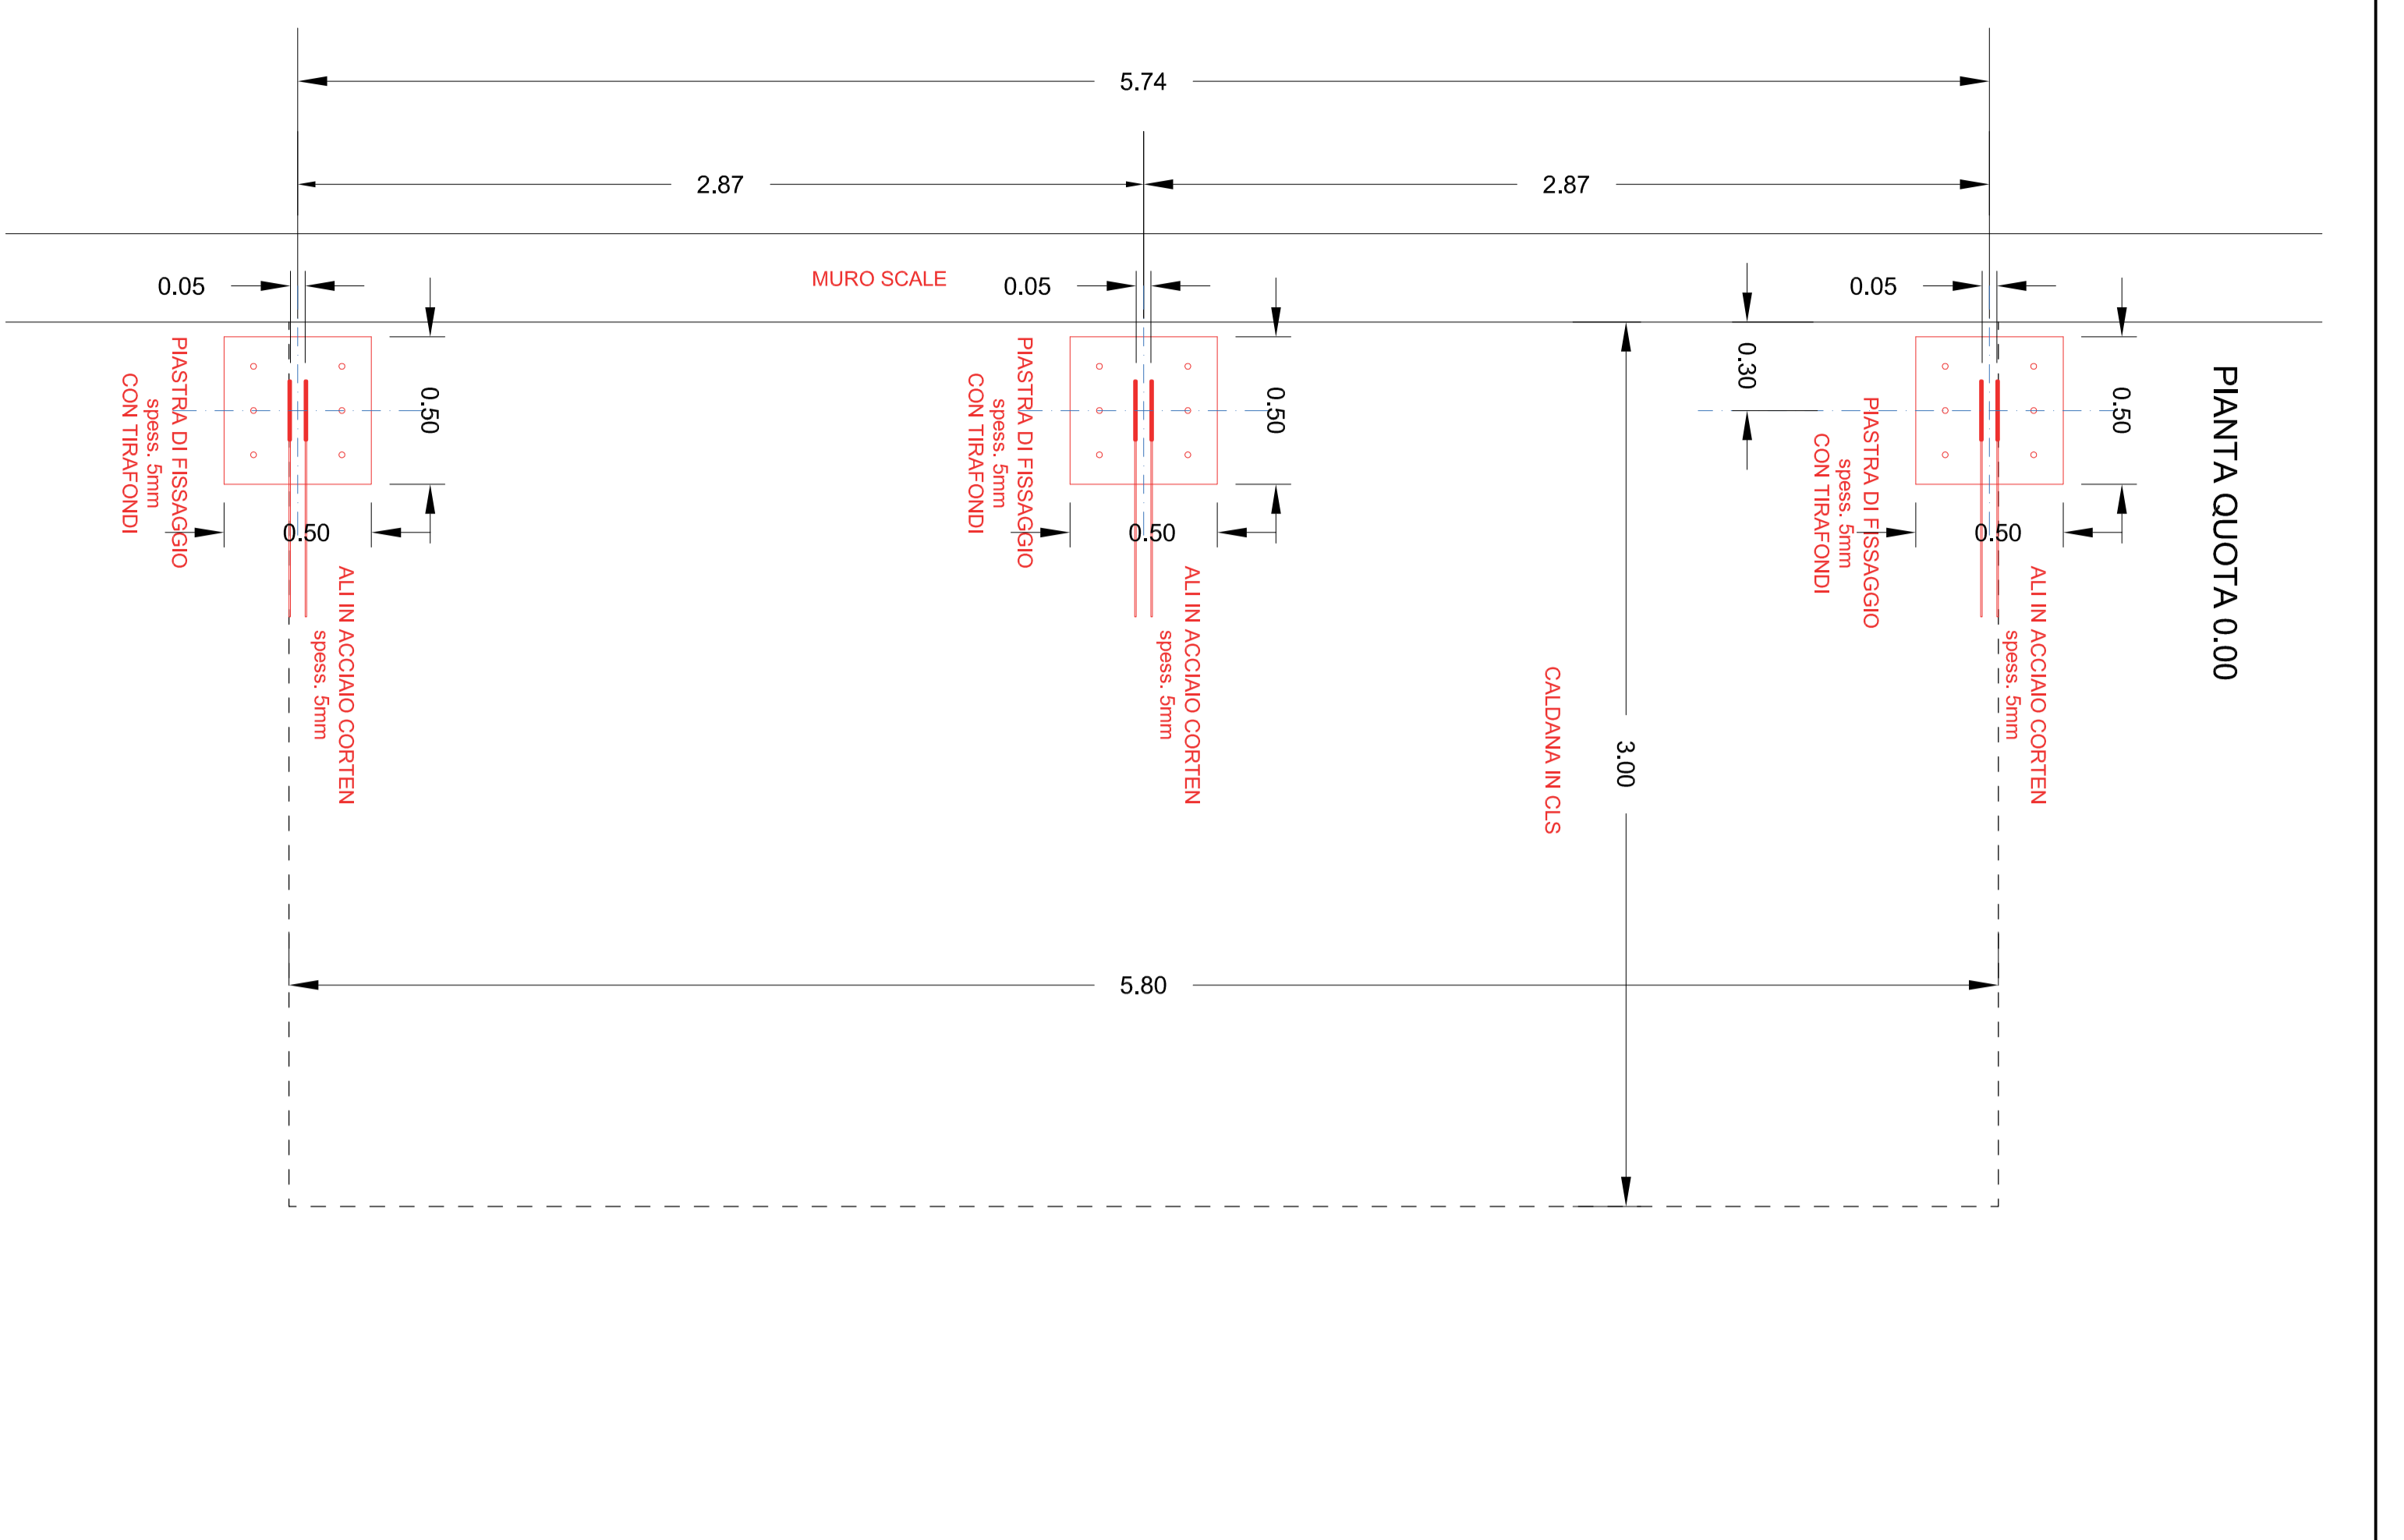 5.74
2.87
2.87
MURO SCALE
0.05
0.05
0.05
0.50
0.50
0.30
0.50
PIANTA QUOTA 0.00
PIASTRA DI FISSAGGIO
spess. 5mm
CON TIRAFONDI
PIASTRA DI FISSAGGIO
spess. 5mm
CON TIRAFONDI
PIASTRA DI FISSAGGIO
spess. 5mm
CON TIRAFONDI
0.50
0.50
0.50
ALI IN ACCIAIO CORTEN
spess. 5mm
ALI IN ACCIAIO CORTEN
spess. 5mm
ALI IN ACCIAIO CORTEN
spess. 5mm
CALDANA IN CLS
3.00
5.80